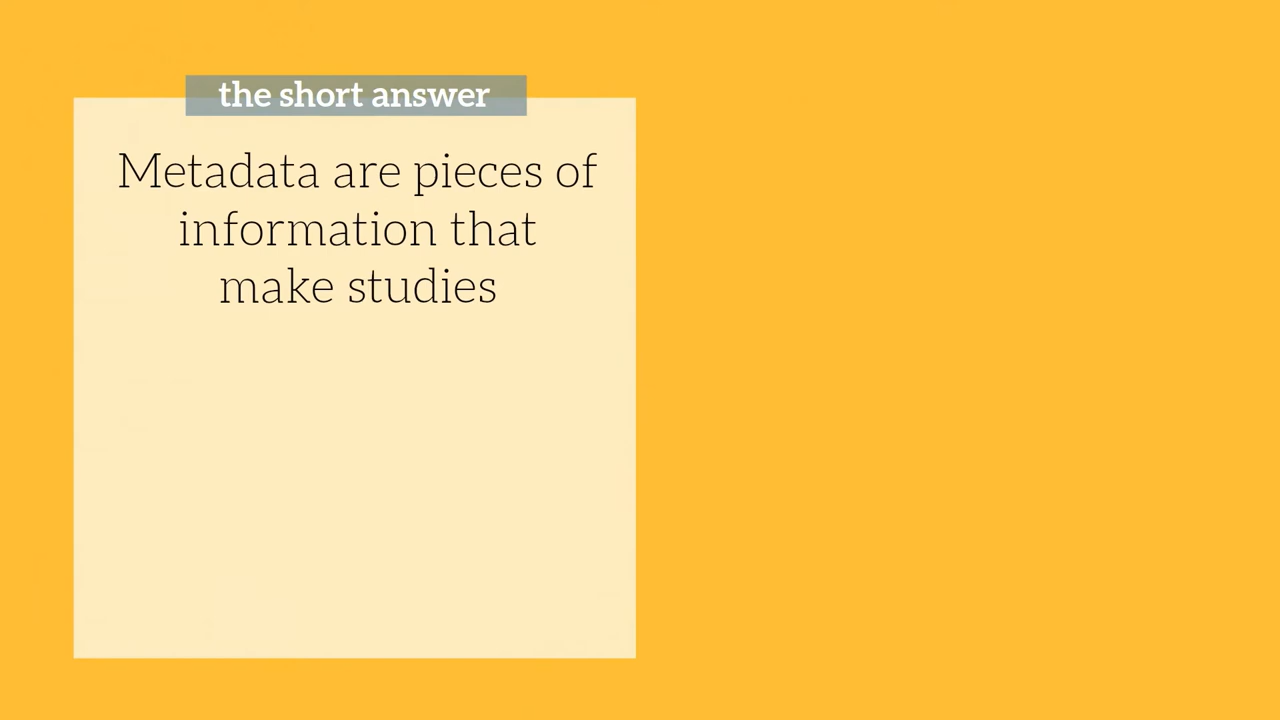 the short answer
Metadata are pieces of
information that
make studies